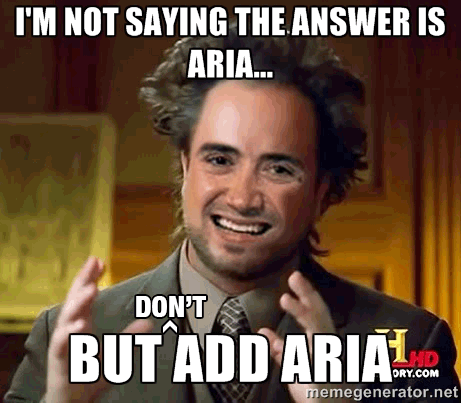 I'M NOT SAYING THE ANSWER IS
ARIA...
DON'T
^
BUT ADD ARIA
H HD
ORY.COM
memegenerator.net